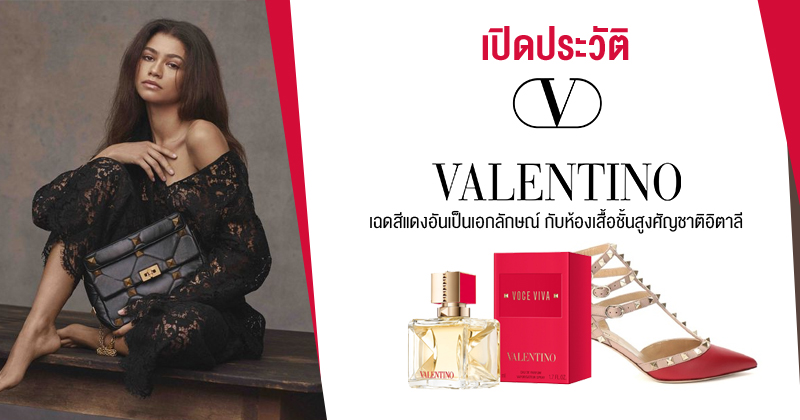 เปิดประวัติ
V
VALENTINO
เฉดสีแดงอันเป็นเอกลักษณ์ กับห้องเสื้อชั้นสูงสัญชาติอิตาลี
VOCE VIVA
VALENTINO
VALENTINO